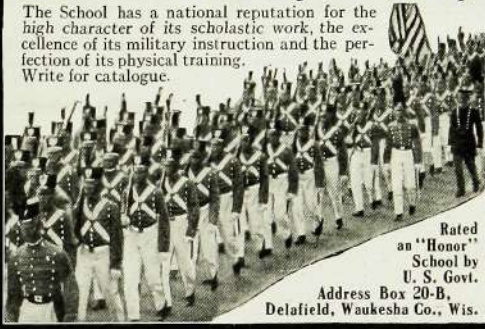 The School has a national reputation for the
high character of its scholastic work, the ex-
cellence of its military instruction and the per-
fection of its physical training.
Write for catalogue.
Rated
an "Honor"
School by
U. S. Govt.
Address Box 20-B,
Delafield, Waukesha Co., Wis.